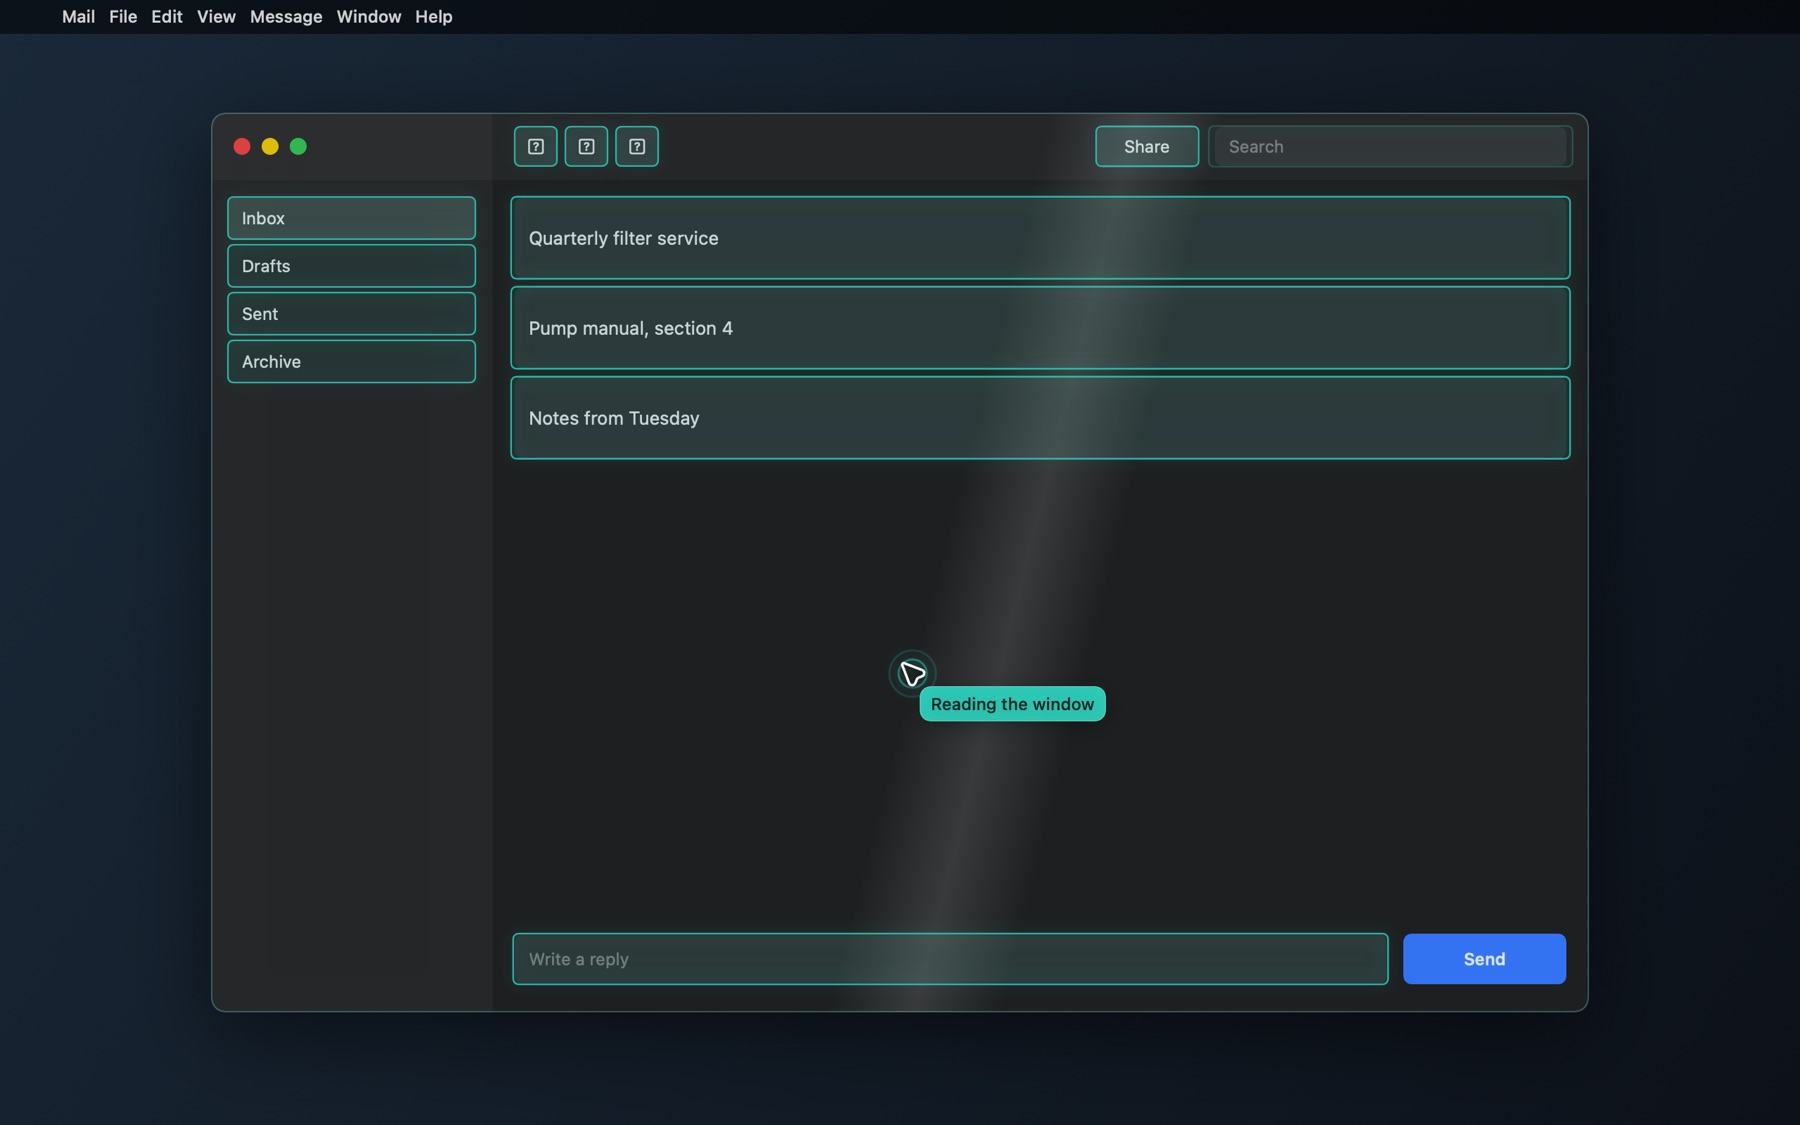 Mail File Edit View Message Window Help
Share
Search
Inbox
Drafts
Sent
Archive
Quarterly filter service
Pump manual, section 4
Notes from Tuesday
Reading the window
Write a reply
Send